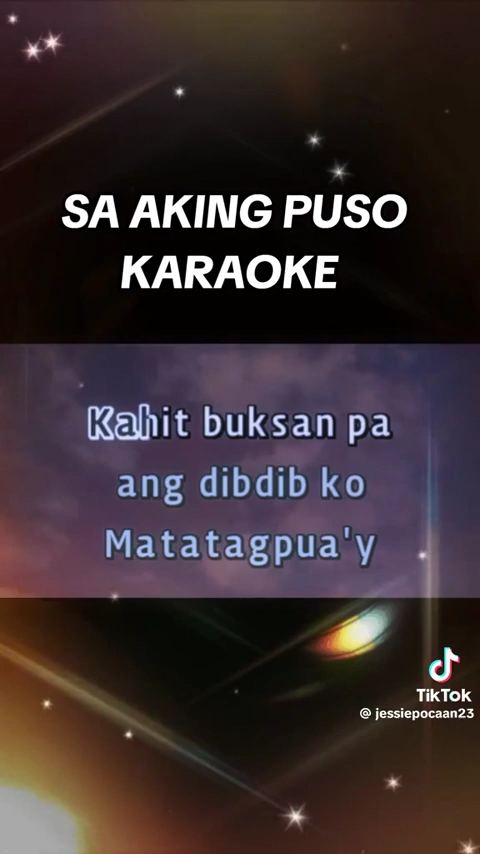 SA AKING PUSO
KARAOKE
Kahit buksan pa
ang dibdib ko
Matatagpua'y
TikTok
@ jessiepocaan23